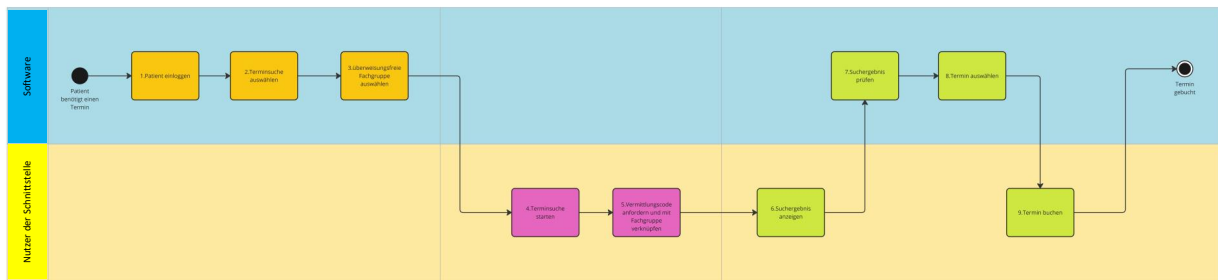 Software
Patient
benötigt einen
Termin
1.Patient einloggen
2.Terminsuche
auswählen
3.Überweisungsfreie
Fachgruppe
auswählen
7.Suchergebnis
prüfen
8.Termin auswählen
Termin
gebucht
Nutzer der Schnittstelle
4.Terminsuche
starten
5.Vermittlungscode
anfordern und mit
Fachgruppe
verknüpfen
6.Suchergebnis
anzeigen
9.Termin buchen